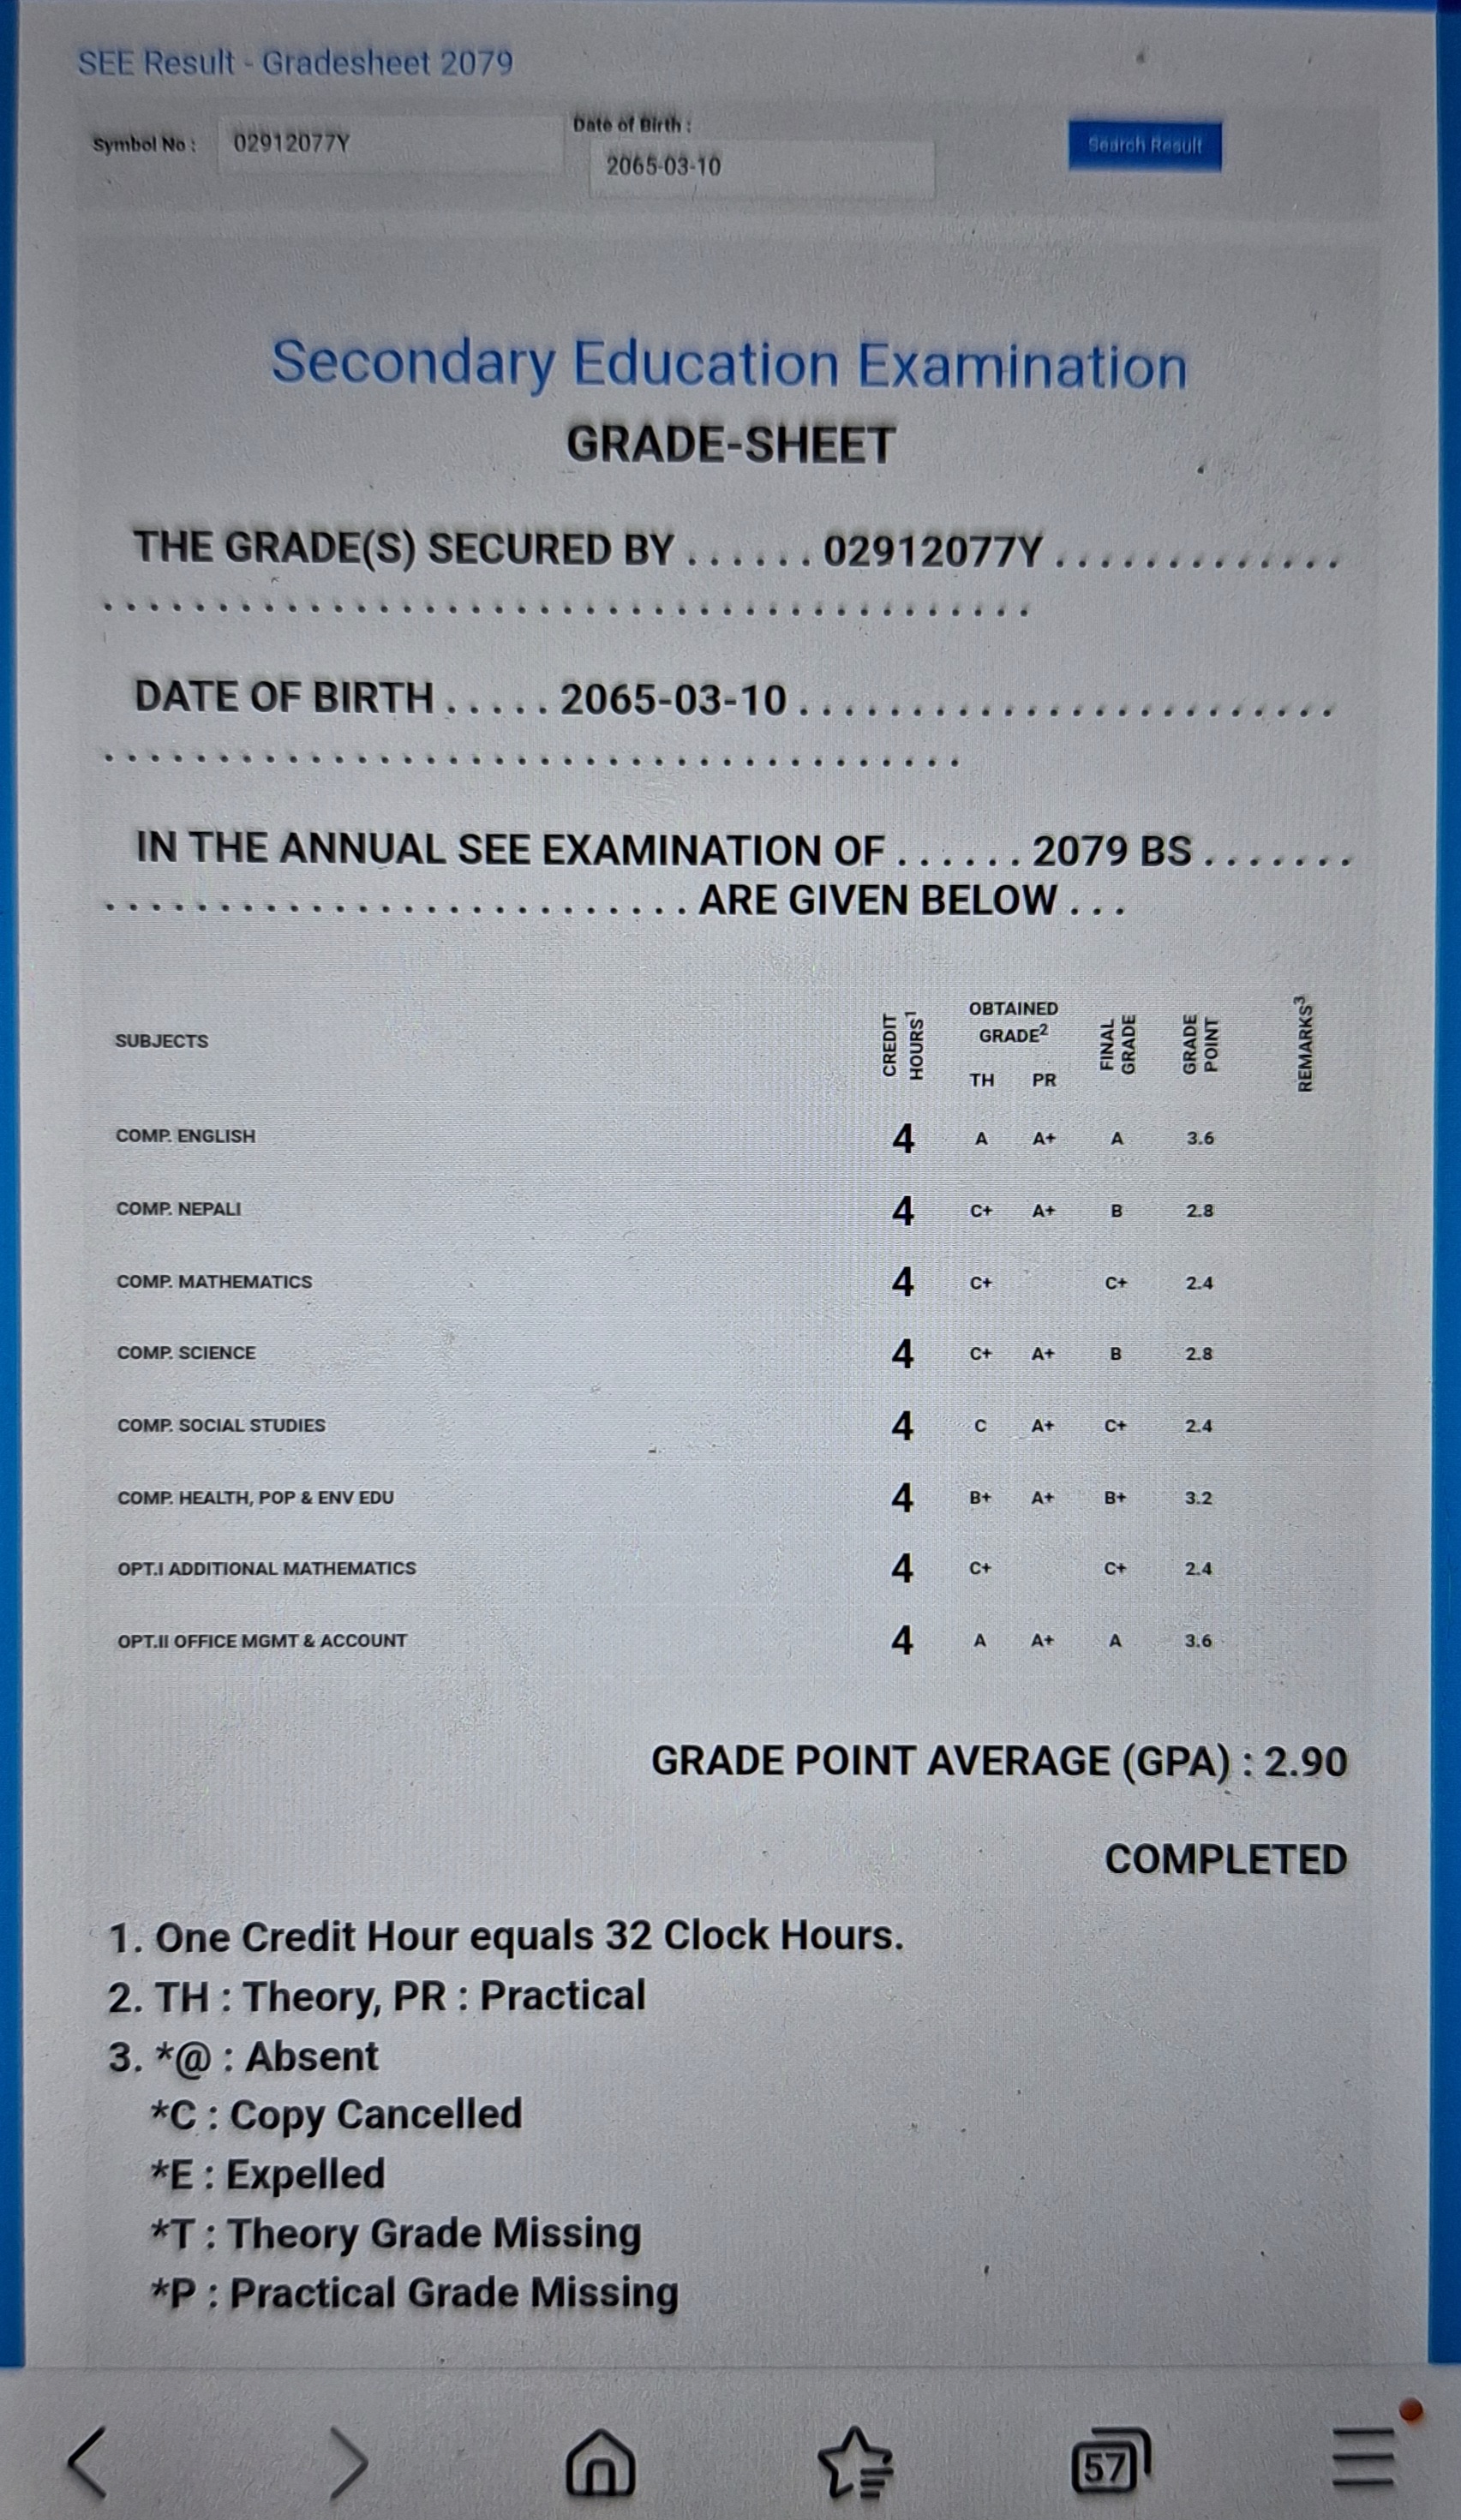 SEE Result - Gradesheet 2079
Symbol No : 02912077Y
Date of Birth :
2065-03-10
Search Result
Secondary Education Examination
GRADE-SHEET
THE GRADE(S) SECURED BY . . . . . . 02912077Y . . . . . . . . . . . . .
. . . . . . . . . . . . . . . . . . . . . . . . . . . . . . . . . . . . . . . . .
DATE OF BIRTH . . . . . 2065-03-10 . . . . . . . . . . . . . . . . . . . . . . . .
. . . . . . . . . . . . . . . . . . . . . . . . . . . . . . . . . . . . . .
IN THE ANNUAL SEE EXAMINATION OF . . . . . . 2079 BS . . . . . . .
. . . . . . . . . . . . . . . . . . . . . . . . . . ARE GIVEN BELOW . . .
SUBJECTS CREDIT HOURS1 OBTAINED GRADE2 TH PR FINAL GRADE GRADE POINT REMARKS3
COMP. ENGLISH 4 A A+ A 3.6
COMP. NEPALI 4 C+ A+ B 2.8
COMP. MATHEMATICS 4 C+ C+ 2.4
COMP. SCIENCE 4 C+ A+ B 2.8
COMP. SOCIAL STUDIES 4 C A+ C+ 2.4
COMP. HEALTH, POP & ENV EDU 4 B+ A+ B+ 3.2
OPT.I ADDITIONAL MATHEMATICS 4 C+ C+ 2.4
OPT.II OFFICE MGMT & ACCOUNT 4 A A+ A 3.6
GRADE POINT AVERAGE (GPA) : 2.90
COMPLETED
1. One Credit Hour equals 32 Clock Hours.
2. TH : Theory, PR : Practical
3. *@ : Absent
*C : Copy Cancelled
*E : Expelled
*T : Theory Grade Missing
*P : Practical Grade Missing
57